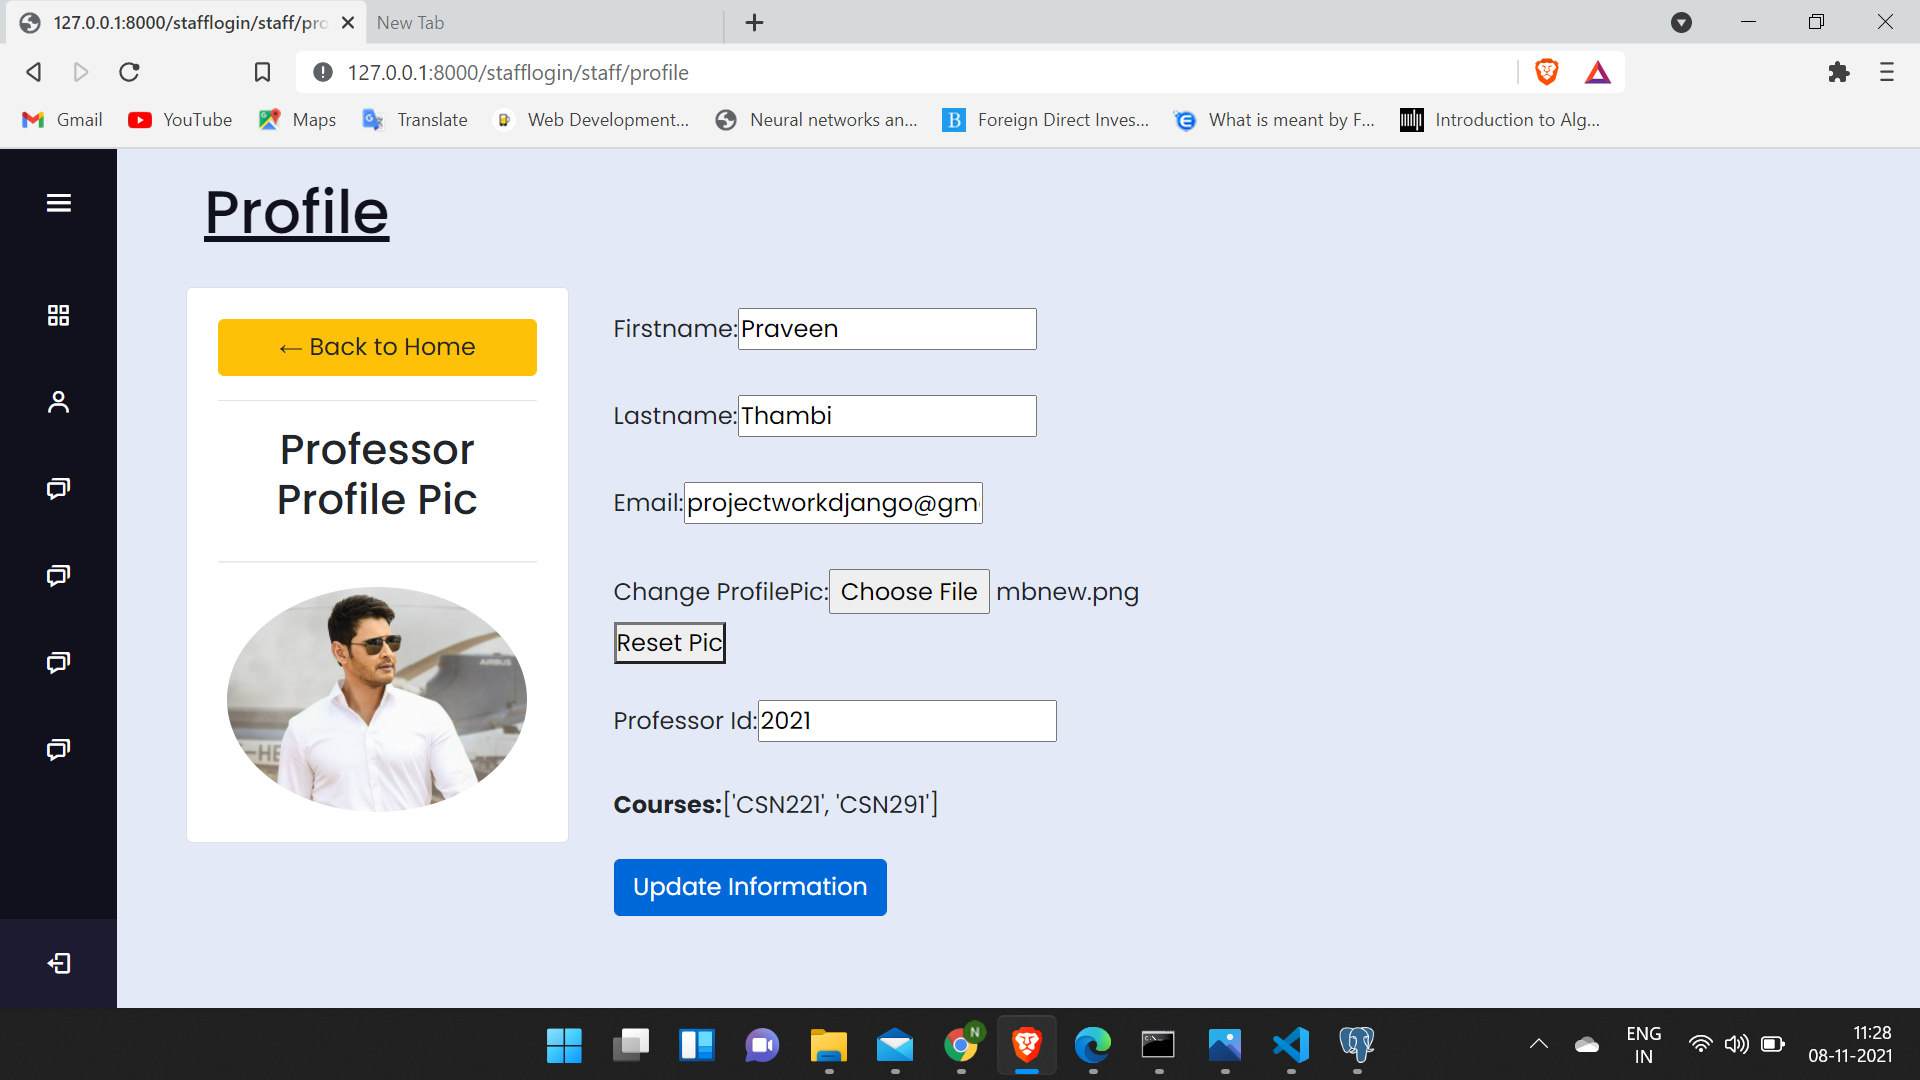 127.0.0.1:8000/stafflogin/staff/pro
New Tab
127.0.0.1:8000/stafflogin/staff/profile
Gmail
YouTube
Maps
Translate
Web Development...
Neural networks an...
B
Foreign Direct Inves...
What is meant by F...
Introduction to Alg...
Profile
← Back to Home
Professor
Profile Pic
AIRBUS
-HE
Firstname:Praveen
Lastname:Thambi
Email:projectworkdjango@gm
Change ProfilePic:Choose File mbnew.png
Reset Pic
Professor Id:2021
Courses:['CSN221', 'CSN291']
Update Information
N
ENG
IN
11:28
08-11-2021